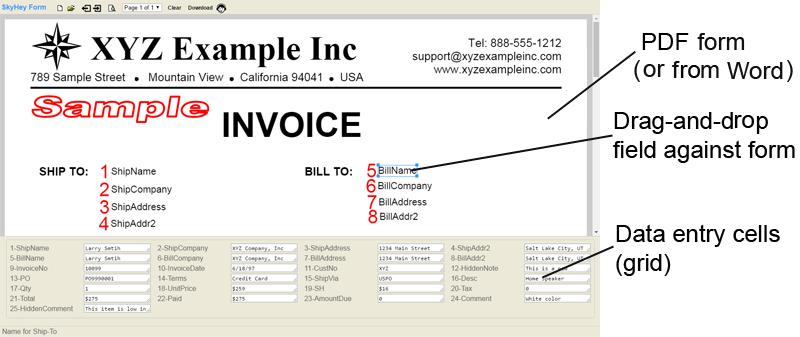 SkyHey Form Page 1 of 1 Clear Download
XYZ Example Inc
Tel: 888-555-1212
support@xyzexampleinc.com
www.xyzexampleinc.com
789 Sample Street • Mountain View • California 94041 • USA
Sample
INVOICE
SHIP TO: 1 ShipName
2 ShipCompany
3 ShipAddress
4 ShipAddr2
BILL TO: 5 BillName
6 BillCompany
7 BillAddress
8 BillAddr2
PDF form
(or from Word)
Drag-and-drop
field against form
Data entry cells
(grid)
1-ShipName Larry Smtih 2-ShipCompany XYZ Company, Inc 3-ShipAddress 1234 Main Street 4-ShipAddr2 Salt Lake City, UT
5-BillName Larry Smtih 6-BillCompany XYZ Company, Inc 7-BillAddress 1234 Main Street 8-BillAddr2 Salt Lake City, UT
9-InvoiceNo 10099 10-InvoiceDate 6/18/97 11-CustNo XYZ 12-HiddenNote This is a
13-PO PO9990001 14-Terms Credit Card 15-ShipVia USPO 16-Desc Home Speaker
17-Qty 1 18-UnitPrice $259 19-SH $16 20-Tax 0
21-Total $275 22-Paid $275 23-AmountDue 0 24-Comment White color
25-HiddenComment This item is low in
Name for Ship-To